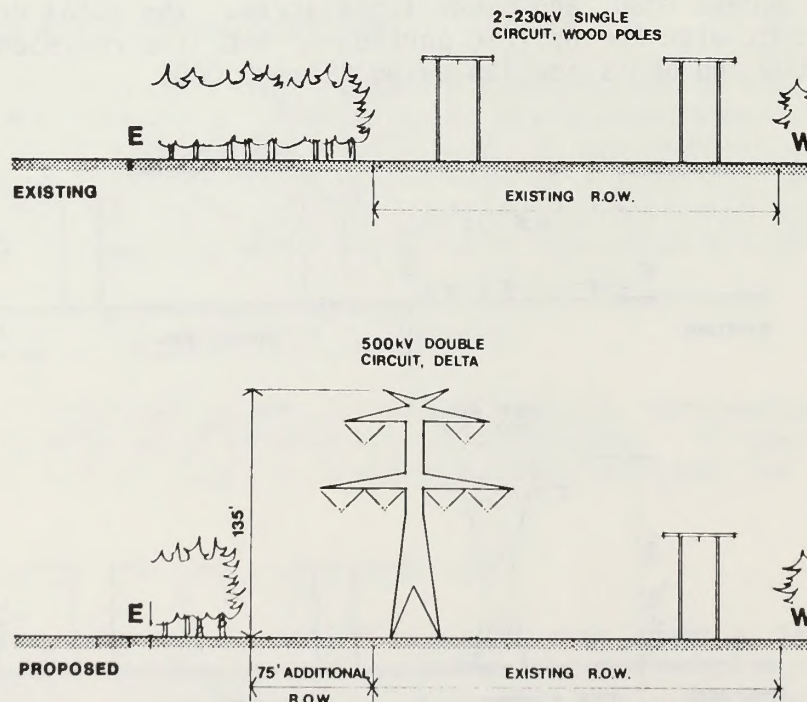 2-230kV SINGLE
CIRCUIT, WOOD POLES
E
W
EXISTING
EXISTING R.O.W.
500kV DOUBLE
CIRCUIT, DELTA
135'
E
W
PROPOSED
75' ADDITIONAL
R.O.W.
EXISTING R.O.W.